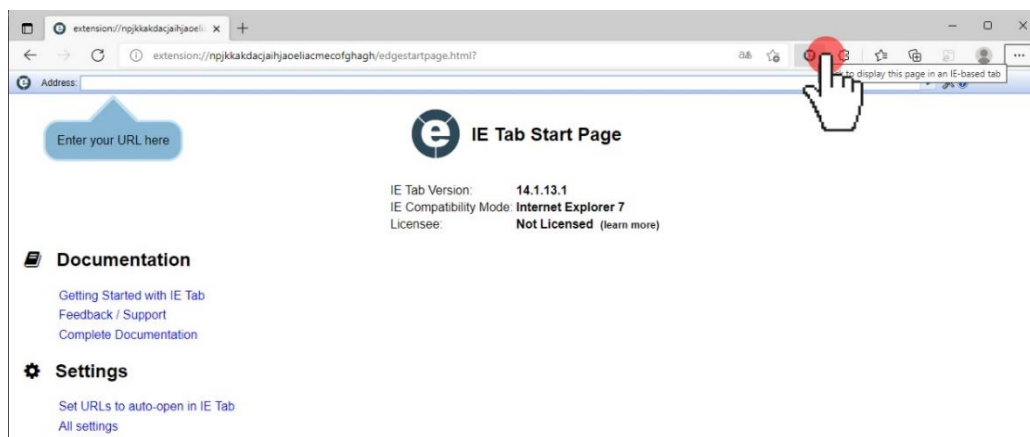 extension://npjkkakdacjaihjaoeli
extension://npjkkakdacjaihjaoeliacmecofghagh/edgestartpage.html?
to display this page in an IE-based tab
Address:
Enter your URL here
IE Tab Start Page
IE Tab Version: 14.1.13.1
IE Compatibility Mode: Internet Explorer 7
Licensee: Not Licensed (learn more)
Documentation
Getting Started with IE Tab
Feedback / Support
Complete Documentation
Settings
Set URLs to auto-open in IE Tab
All settings